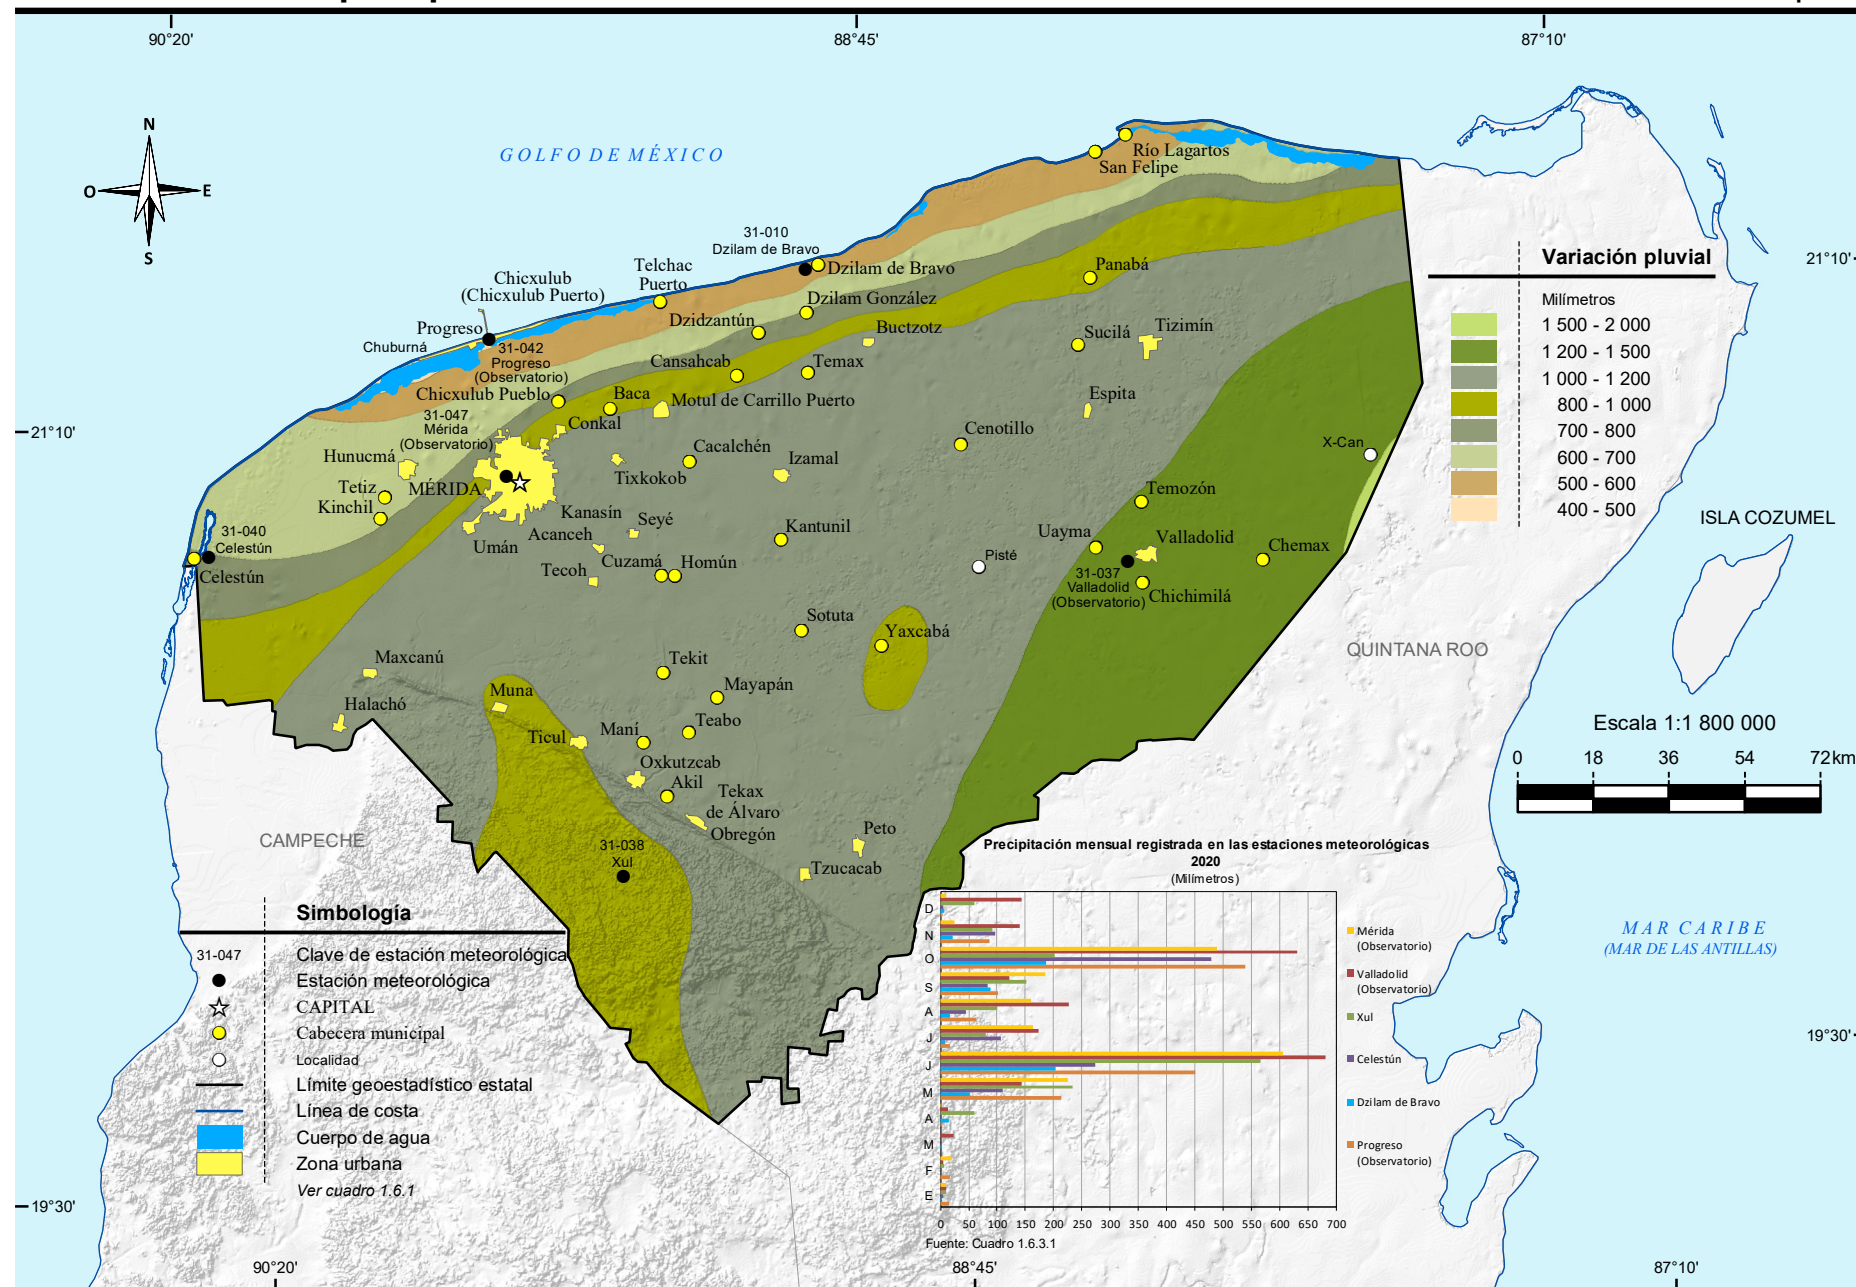 90°20'
88°45'
87°10'
N
O
E
S
GOLFO DE MÉXICO
Río Lagartos
San Felipe
31-010
Dzilam de Bravo
Dzilam de Bravo
Chicxulub
(Chicxulub Puerto)
Telchac
Puerto
Dzilam González
Dzidzantún
Buctzotz
Panabá
Sucilá
Tizimín
Progreso
Chuburná
31-042
Progreso
(Observatorio)
Chicxulub Pueblo
Cansahcab
Temax
Baca
Motul de Carrillo Puerto
Espita
31-047
Mérida
(Observatorio)
Conkal
Cenotillo
X-Can
Hunucmá
Cacalchén
Izamal
Tixkokob
Tetiz
MÉRIDA
Kinchil
Temozón
Kanasín
Seyé
Kantunil
Uayma
Valladolid
Acanceh
31-040
Celestún
Umán
Celestún
Cuzamá
Homún
Tecoh
Pisté
Chemax
31-037
Valladolid
(Observatorio)
Chichimilá
Sotuta
Yaxcabá
Maxcanú
Tekit
Muna
Mayapán
Halachó
Ticul
Maní
Teabo
Oxkutzcab
Akil
Tekax
de Álvaro
Obregón
Peto
Tzucacab
31-038
Xul
CAMPECHE
QUINTANA ROO
ISLA COZUMEL
MAR CARIBE
(MAR DE LAS ANTILLAS)
21°10'
21°10'
19°30'
19°30'
Variación pluvial
Milímetros
1 500 - 2 000
1 200 - 1 500
1 000 - 1 200
800 - 1 000
700 - 800
600 - 700
500 - 600
400 - 500
Escala 1:1 800 000
0 18 36 54 72 km
Simbología
31-047 Clave de estación meteorológica
Estación meteorológica
CAPITAL
Cabecera municipal
Localidad
Límite geoestadístico estatal
Línea de costa
Cuerpo de agua
Zona urbana
Ver cuadro 1.6.1
Precipitación mensual registrada en las estaciones meteorológicas
2020
(Milímetros)
D
N
O
S
A
J
J
M
A
M
F
E
0 50 100 150 200 250 300 350 400 450 500 550 600 650 700
Mérida
(Observatorio)
Valladolid
(Observatorio)
Xul
Celestún
Dzilam de Bravo
Progreso
(Observatorio)
Fuente: Cuadro 1.6.3.1
90°20'
88°45'
87°10'